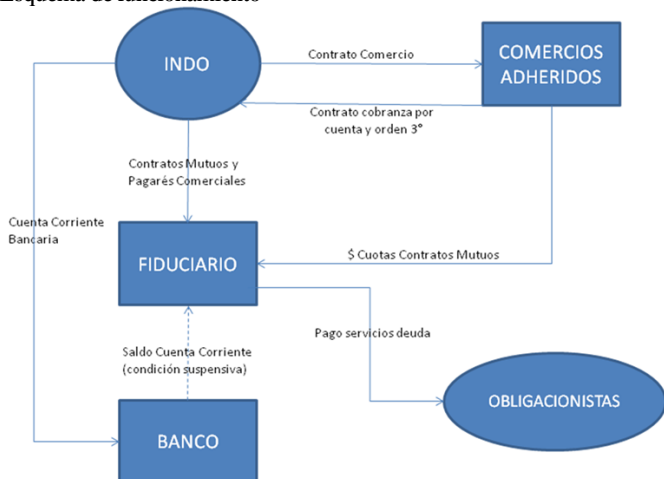 Esquema de funcionamiento
INDO
Contrato Comercio
COMERCIOS
ADHERIDOS
Contrato cobranza por
cuenta y orden 3°
Contratos Mutuos y
Pagarés Comerciales
Cuenta Corriente
Bancaria
FIDUCIARIO
$ Cuotas Contratos Mutuos
Pago servicios deuda
Saldo Cuenta Corriente
(condición suspensiva)
OBLIGACIONISTAS
BANCO